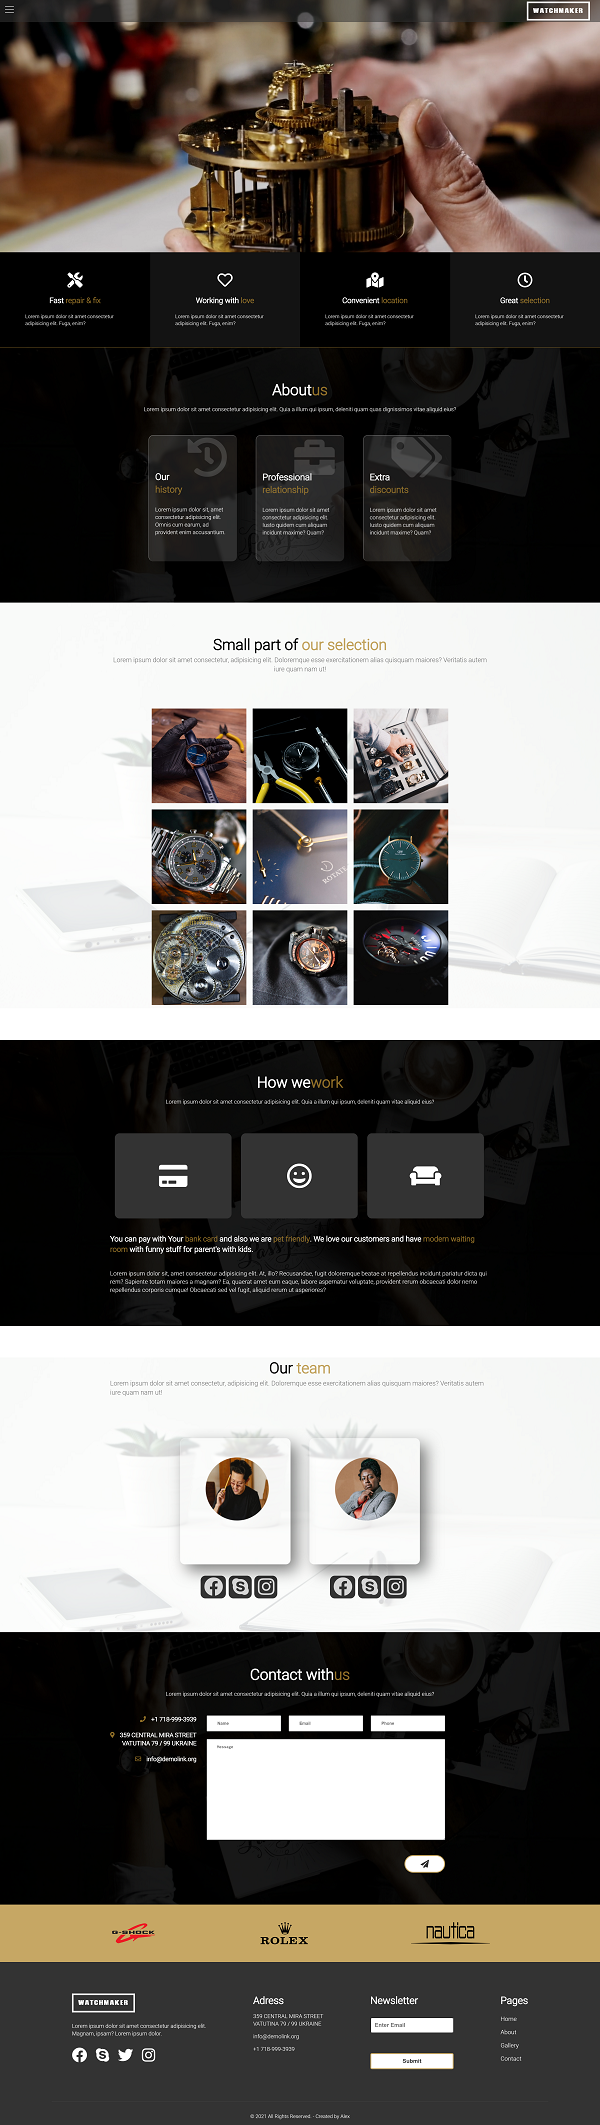 WATCHMAKER
Fast repair & fix
Lorem ipsum dolor sit amet consectetur
adipisicing elit. Fuga, enim?
Working with love
Lorem ipsum dolor sit amet consectetur
adipisicing elit. Fuga, enim?
Convenient location
Lorem ipsum dolor sit amet consectetur
adipisicing elit. Fuga, enim?
Great selection
Lorem ipsum dolor sit amet consectetur
adipisicing elit. Fuga, enim?
Aboutus
Lorem ipsum dolor sit amet consectetur adipisicing elit. Quia a illum qui ipsum, deleniti quam quas dignissimos vitae aliquid eius?
Our
history
Lorem ipsum dolor sit, amet
consectetur adipisicing elit.
Omnis cum earum, ad
provident enim accusantium.
Professional
relationship
Lorem ipsum dolor sit amet
consectetur adipisicing elit.
Iusto quidem cum aliquam
incidunt maxime? Quam?
Extra
discounts
Lorem ipsum dolor sit amet
consectetur adipisicing elit.
Iusto quidem cum aliquam
incidunt maxime? Quam?
Small part of our selection
Lorem ipsum dolor sit amet consectetur, adipisicing elit. Doloremque esse exercitationem alias quisquam maiores? Veritatis autem
iure quam nam ut!
How wework
Lorem ipsum dolor sit amet consectetur adipisicing elit. Quia a illum qui ipsum, deleniti quam vitae aliquid eius?
You can pay with Your bank card and also we are pet friendly. We love our customers and have modern waiting
room with funny stuff for parent's with kids.
Lorem ipsum dolor sit, amet consectetur adipisicing elit. At, illo? Recusandae, fugit doloremque beatae at repellendus incidunt pariatur dicta qui
rem? Sapiente totam maiores a magnam? Ea, quaerat amet eum eaque, labore aspernatur voluptate, provident rerum obcaecati dolor nemo
repellendus corporis cumque! Obcaecati sed vel fugit, aliquid rerum ut asperiores?
Our team
Lorem ipsum dolor sit amet consectetur, adipisicing elit. Doloremque esse exercitationem alias quisquam maiores? Veritatis autem
iure quam nam ut!
Contact withus
Lorem ipsum dolor sit amet consectetur adipisicing elit. Quia a illum qui ipsum, deleniti quam vitae aliquid eius?
+1 718-999-3939
359 CENTRAL MIRA STREET
VATUTINA 79 / 99 UKRAINE
info@demolink.org
Name
Email
Phone
Message
G-SHOCK
ROLEX
nautica
WATCHMAKER
Lorem ipsum dolor sit amet consectetur adipisicing elit.
Magnam, ipsam? Lorem ipsum dolor.
Adress
359 CENTRAL MIRA STREET
VATUTINA 79 / 99 UKRAINE
info@demolink.org
+1 718-999-3939
Newsletter
Enter Email
Submit
Pages
Home
About
Gallery
Contact
© 2021 All Rights Reserved. - Created by Alex